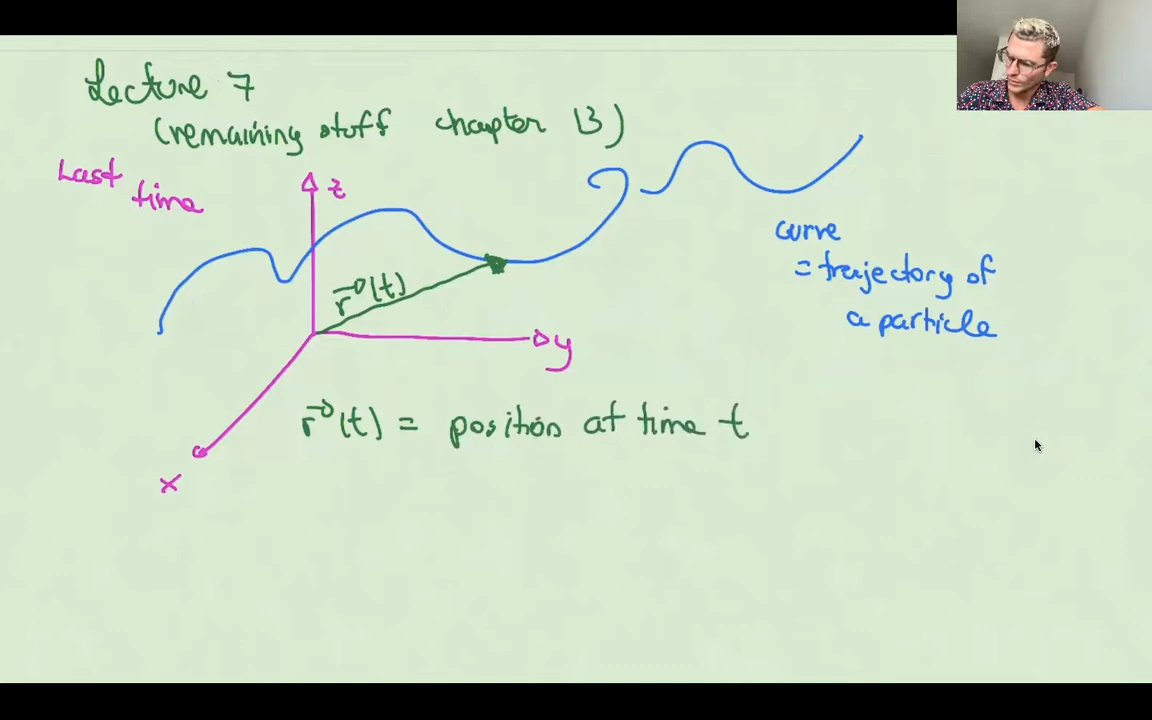 Lecture 7
(remaining stuff chapter 13)
Last
time
z
r⃗(t)
y
x
curve
= trajectory of
a particle
r⃗(t) = position at time t